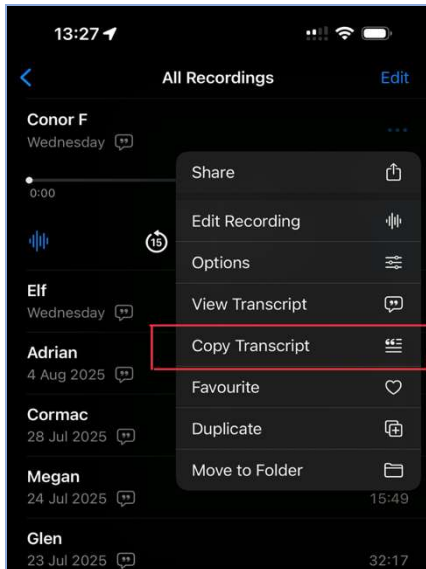 13:27
All Recordings Edit
Conor F
Wednesday
...
Share
0:00
Edit Recording
15
Options
Elf
Wednesday
View Transcript
Adrian
4 Aug 2025
Copy Transcript
Favourite
Cormac
28 Jul 2025
Duplicate
Megan
24 Jul 2025
Move to Folder
15:49
Glen
23 Jul 2025
32:17